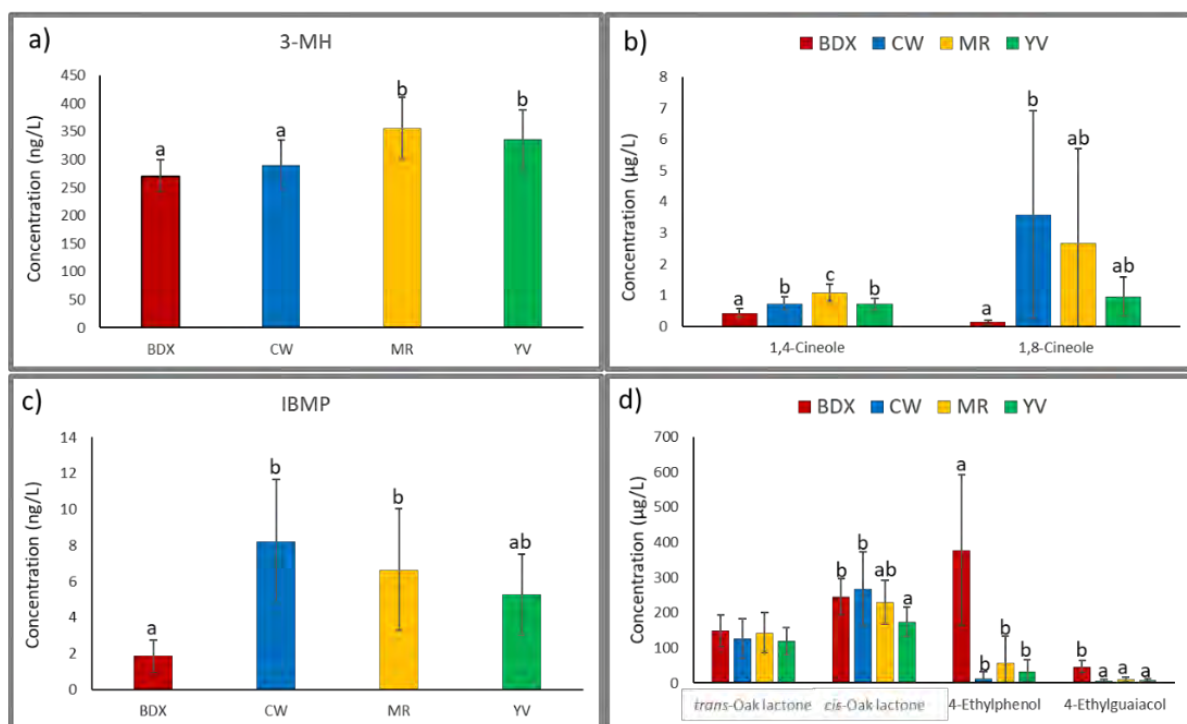 a)
3-MH
Concentration (ng/L)
450
400
350
300
250
200
150
100
50
0
a
a
b
b
BDX
CW
MR
YV
b)
BDX CW MR YV
Concentration (µg/L)
8
7
6
5
4
3
2
1
0
a
b
c
b
a
b
ab
ab
1,4-Cineole
1,8-Cineole
c)
IBMP
Concentration (ng/L)
14
12
10
8
6
4
2
0
a
b
b
ab
BDX
CW
MR
YV
d)
BDX CW MR YV
Concentration (µg/L)
700
600
500
400
300
200
100
0
b
b
ab
a
a
b
b
b
b
a
a
a
trans-Oak lactone
cis-Oak lactone
4-Ethylphenol
4-Ethylguaiacol